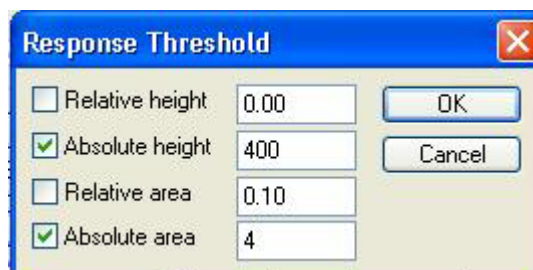 Response Threshold
Relative height 0.00 OK
Absolute height 400 Cancel
Relative area 0.10
Absolute area 4